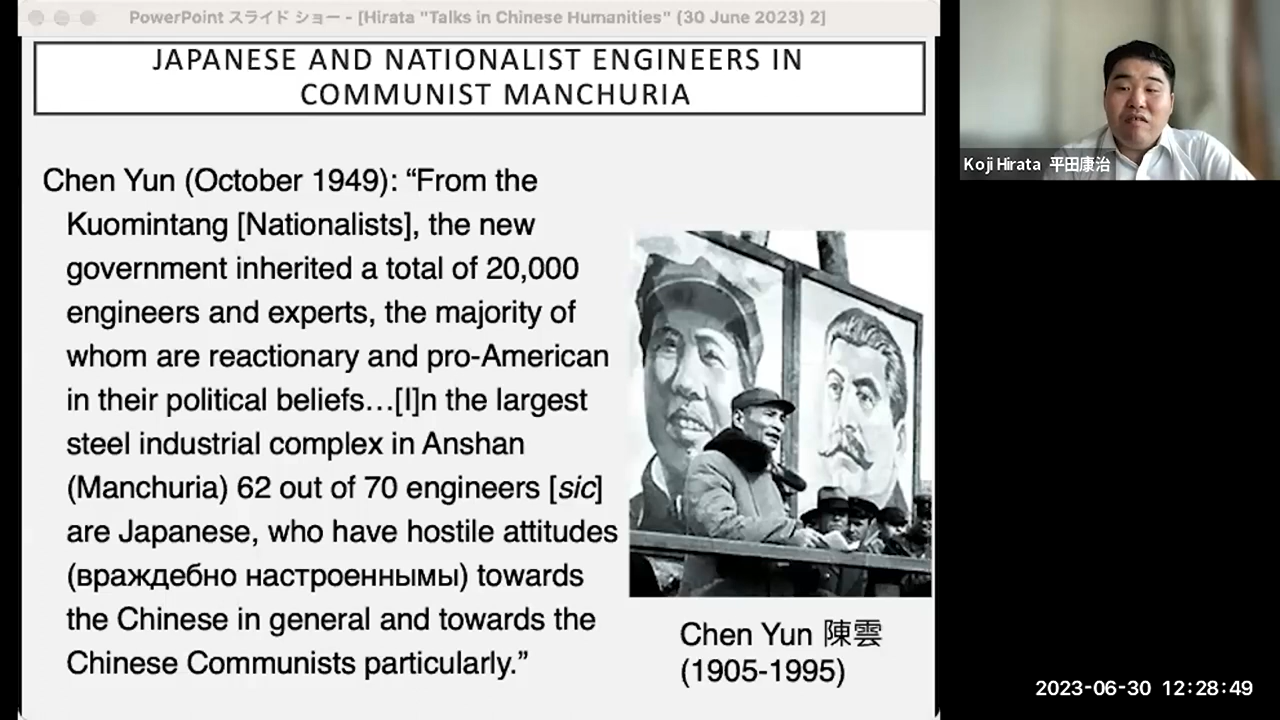 PowerPoint スライド ショー - [Hirata "Talks in Chinese Humanities" (30 June 2023) 2]
JAPANESE AND NATIONALIST ENGINEERS IN
COMMUNIST MANCHURIA
Chen Yun (October 1949): “From the
Kuomintang [Nationalists], the new
government inherited a total of 20,000
engineers and experts, the majority of
whom are reactionary and pro-American
in their political beliefs…[I]n the largest
steel industrial complex in Anshan
(Manchuria) 62 out of 70 engineers [sic]
are Japanese, who have hostile attitudes
(враждебно настроеннымы) towards
the Chinese in general and towards the
Chinese Communists particularly.”
Chen Yun 陳雲
(1905-1995)
Koji Hirata 平田康治
2023-06-30 12:28:49